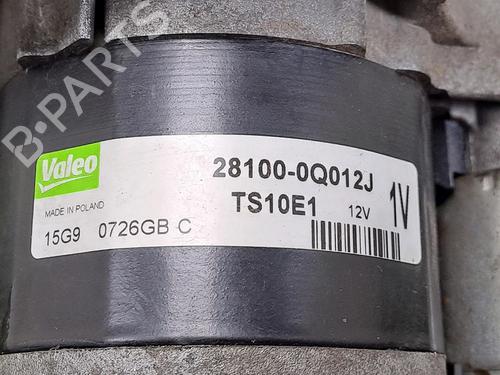 B-PARTS
Valeo
28100-0Q012J
TS10E1 12V
1V
MADE IN POLAND
15G9 0726GB C